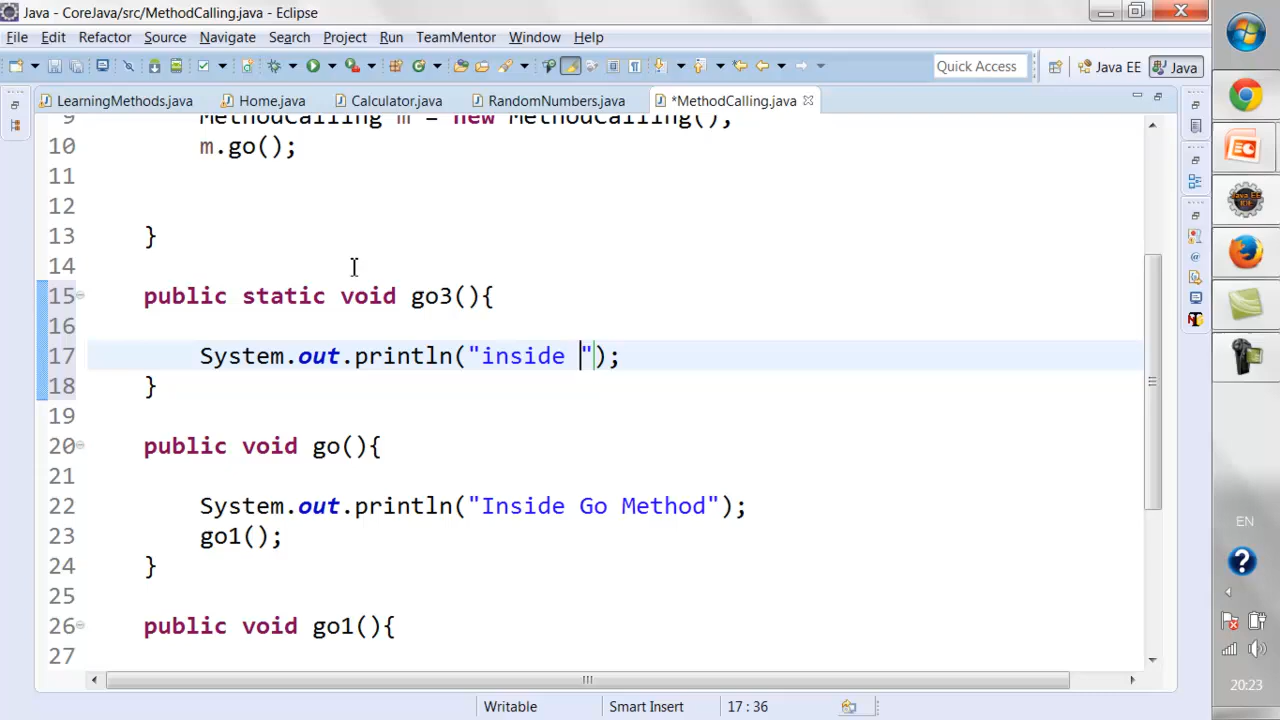 Java - CoreJava/src/MethodCalling.java - Eclipse
File Edit Refactor Source Navigate Search Project Run TeamMentor Window Help
Quick Access Java EE Java
LearningMethods.java Home.java Calculator.java RandomNumbers.java *MethodCalling.java
9 MethodCalling m = new MethodCalling();
10 m.go();
11
12
13 }
14
15 public static void go3(){
16
17 System.out.println("inside ");
18 }
19
20 public void go(){
21
22 System.out.println("Inside Go Method");
23 go1();
24 }
25
26 public void go1(){
27
Writable Smart Insert 17 : 36
EN
20:23